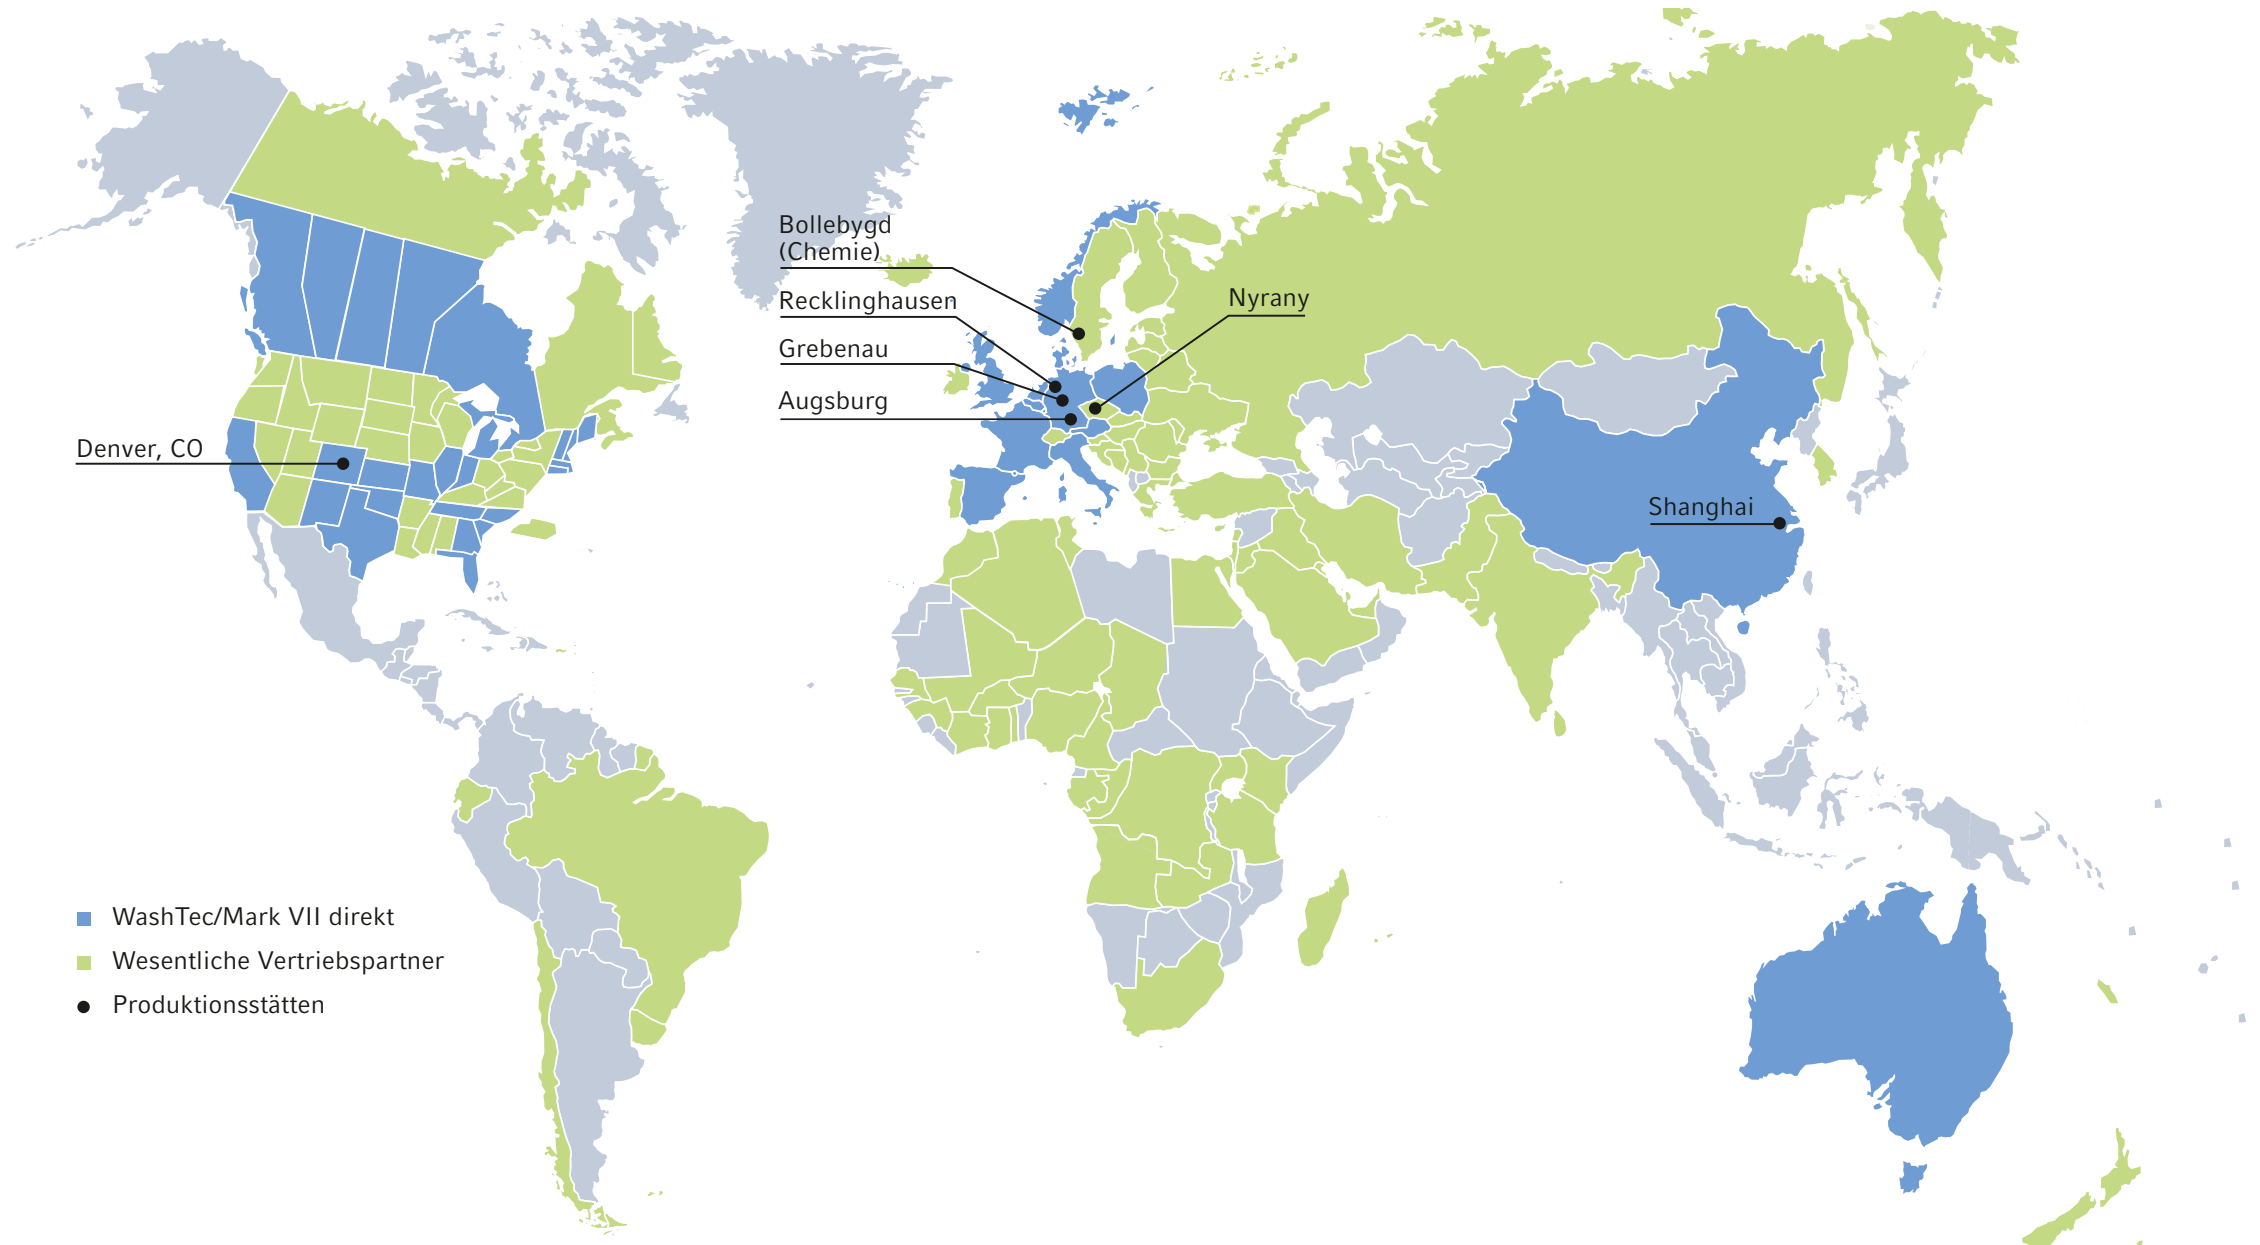 Bollebygd
(Chemie)
Recklinghausen
Nyrany
Grebenau
Augsburg
Denver, CO
Shanghai
WashTec/Mark VII direkt
Wesentliche Vertriebspartner
Produktionsstätten